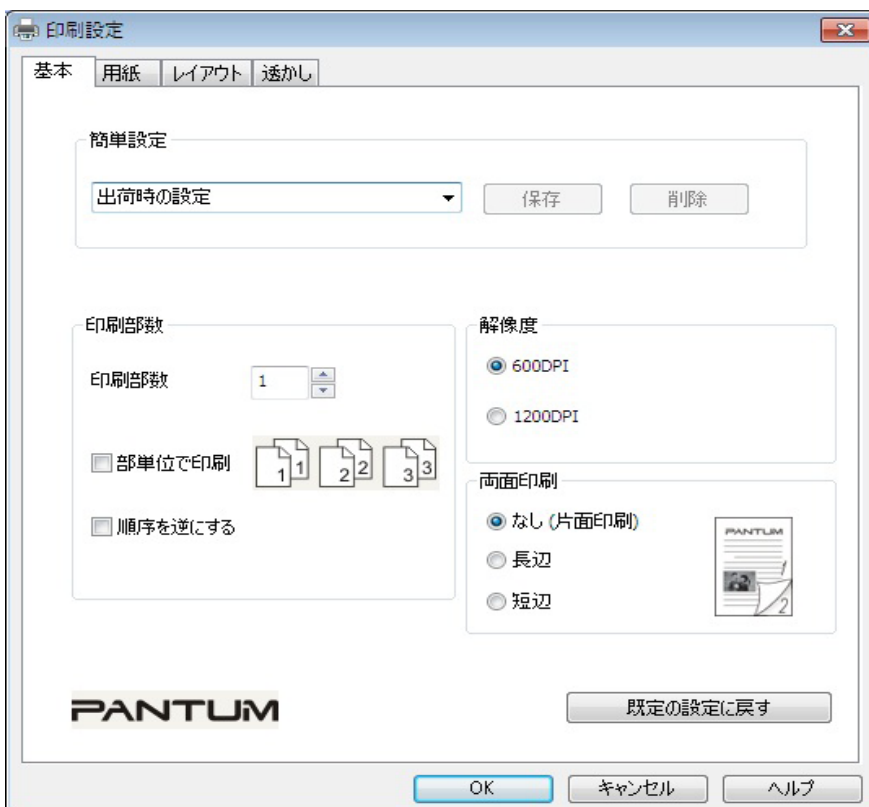 印刷設定
基本 用紙 レイアウト 透かし
簡単設定
出荷時の設定 保存 削除
印刷部数
印刷部数 1
部単位で印刷 1 1 2 2 3 3
順序を逆にする
解像度
600DPI
1200DPI
両面印刷
なし (片面印刷)
長辺
短辺
PANTUM
1
2
PANTUM
既定の設定に戻す
OK キャンセル ヘルプ